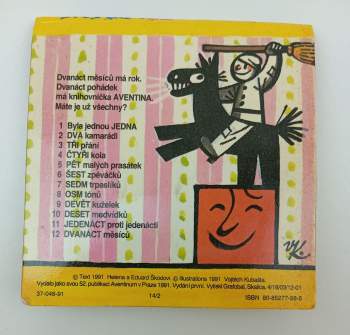 Dvanáct měsíců má rok.
Dvanáct pohádek
má knihovnička AVENTINA.
Máte je už všechny?
1 Byla jednou JEDNA
2 DVA kamarádi
3 TŘI přání
4 ČTYŘI kola
5 PĚT malých prasátek
6 ŠEST zpěváčků
7 SEDM trpaslíků
8 OSM tónů
9 DEVĚT kuželek
10 DESET medvídků
11 JEDENÁCT proti jedenácti
12 DVANÁCT měsíců
VK.
© Text 1991, Helena a Eduard Škodovi, © Illustrations 1991 Vojtěch Kubašta,
Vydalo jako svou 52. publikaci Aventinum v Praze 1991. Vydání první. Vytiskl Grafobal, Skalica, 4/18/03/12-01
37-048-91 14/2 ISBN 80-85277-98-6